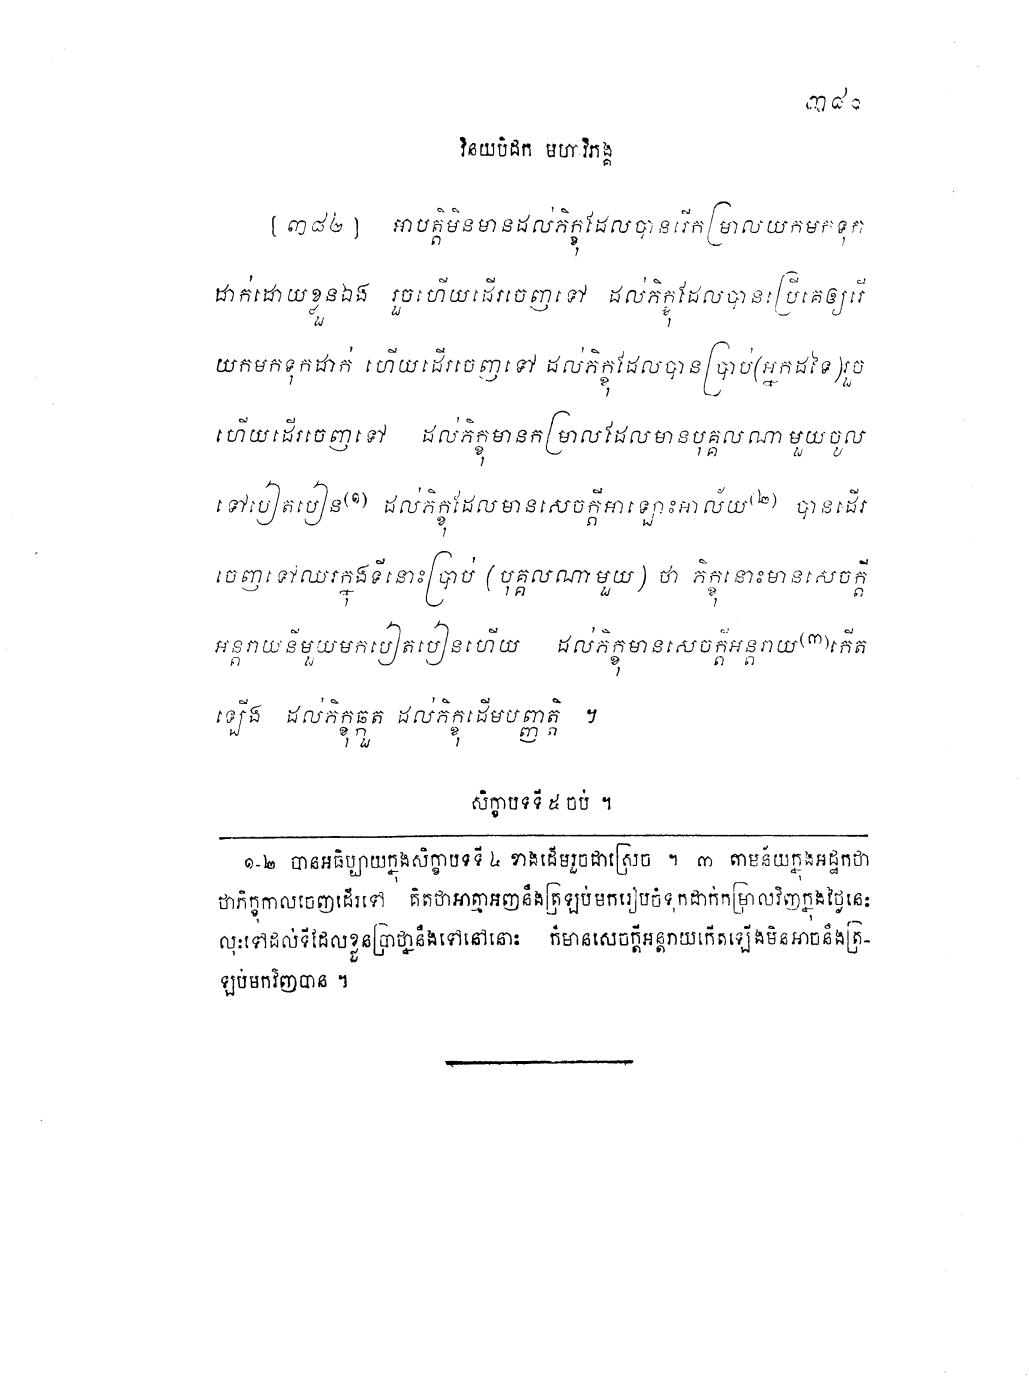 ៣៨១
វិនយបិដក មហាវិភង្គ
[ ៣៨២ ] អាបត្តិមិនមានដល់ភិក្ខុដែលបានរើកម្រាលយកមកទុក
ដាក់ដោយខ្លួនឯង រួចហើយដើរចេញទៅ ដល់ភិក្ខុដែលបានប្រើគេឲ្យរើ
យកមកទុកដាក់ ហើយដើរចេញទៅ ដល់ភិក្ខុដែលបានប្រាប់(អ្នកដទៃ)រួច
ហើយដើរចេញទៅ ដល់ភិក្ខុមានកម្រាលដែលមានបុគ្គលណាមួយចូល
ទៅបៀតបៀន(១) ដល់ភិក្ខុដែលមានសេចក្តីអាឡោះអាល័យ(២) បានដើរ
ចេញទៅឈរក្នុងទីនោះប្រាប់ (បុគ្គលណាមួយ) ថា ភិក្ខុនោះមានសេចក្តី
អន្តរាយនីមួយមកបៀតបៀនហើយ ដល់ភិក្ខុមានសេចក្តីអន្តរាយ(៣)កើត
ឡើង ដល់ភិក្ខុឆ្កួត ដល់ភិក្ខុដើមបញ្ញត្តិ ។
សិក្ខាបទទី ៥ ចប់ ។
១-២ បានអធិប្បាយក្នុងសិក្ខាបទទី ៤ ខាងដើមរួចជាស្រេច ។ ៣ តាមន័យក្នុងអដ្ឋកថា
ថាភិក្ខុកាលចេញដើរទៅ គិតថាអាត្មាអញនឹងត្រឡប់មករៀបចំទុកដាក់កម្រាលវិញក្នុងថ្ងៃនេះ
លុះទៅដល់ទីដែលខ្លួនប្រាថ្នានឹងទៅនៅនោះ ក៏មានសេចក្តីអន្តរាយកើតឡើងមិនអាចនឹងត្រ-
ឡប់មកវិញបាន ។